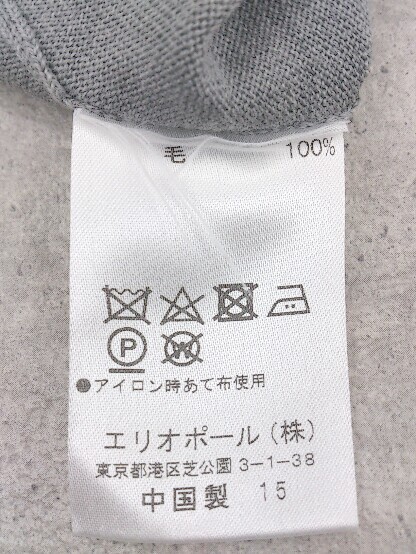 毛 100%
P W
●アイロン時あて布使用
エリオポール(株)
東京都港区芝公園 3-1-38
中国製 15